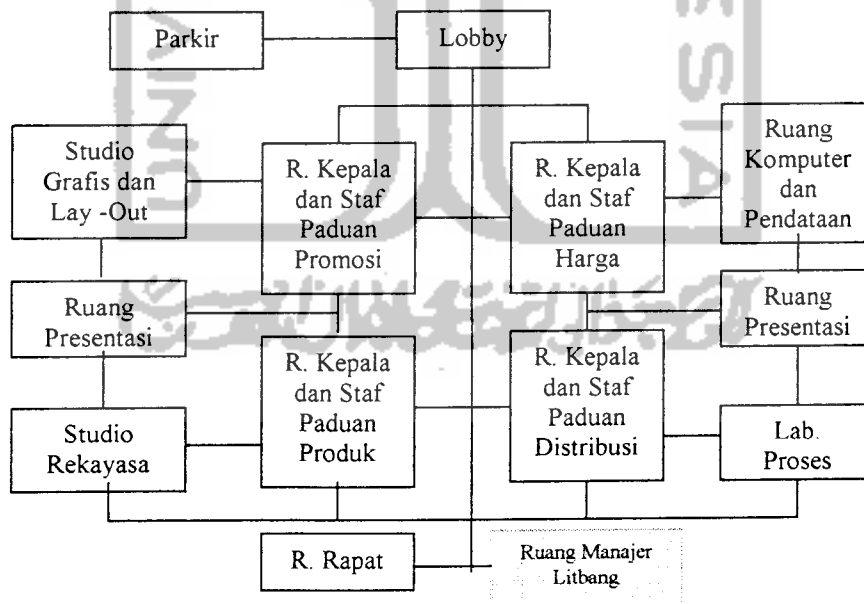 Parkir
Lobby
Studio
Grafis dan
Lay -Out
R. Kepala
dan Staf
Paduan
Promosi
R. Kepala
dan Staf
Paduan
Harga
Ruang
Komputer
dan
Pendataan
Ruang
Presentasi
Ruang
Presentasi
R. Kepala
dan Staf
Paduan
Produk
R. Kepala
dan Staf
Paduan
Distribusi
Studio
Rekayasa
Lab.
Proses
R. Rapat
Ruang Manajer
Litbang